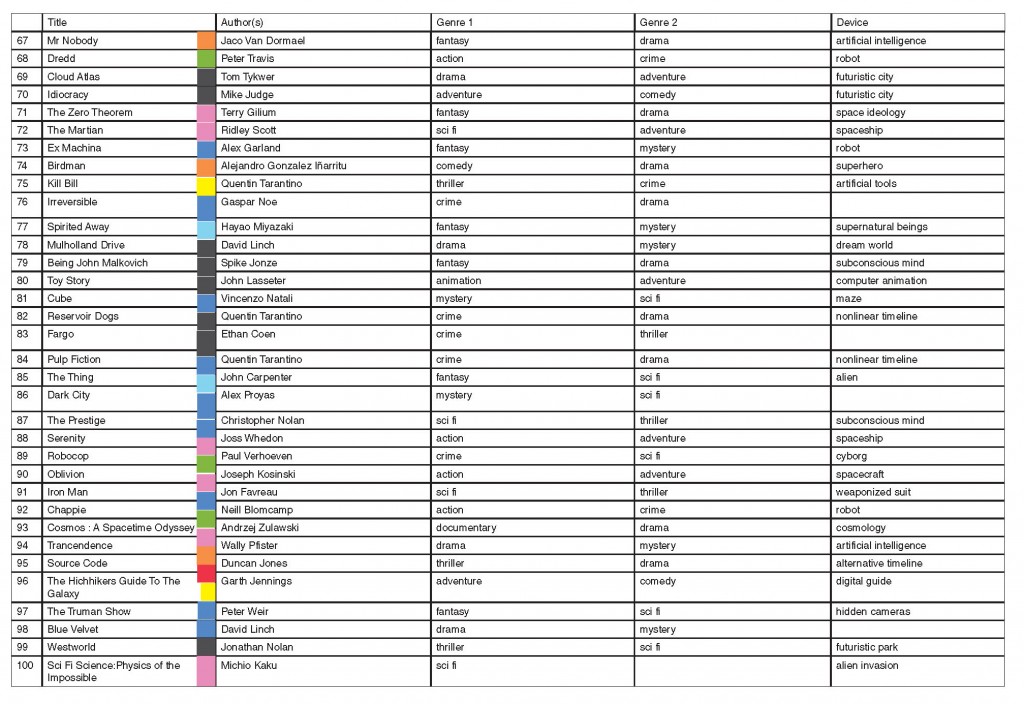 Title Author(s) Genre 1 Genre 2 Device
67 Mr Nobody Jaco Van Dormael fantasy drama artificial intelligence
68 Dredd Peter Travis action crime robot
69 Cloud Atlas Tom Tykwer drama adventure futuristic city
70 Idiocracy Mike Judge adventure comedy futuristic city
71 The Zero Theorem Terry Gilium fantasy drama space ideology
72 The Martian Ridley Scott sci fi adventure spaceship
73 Ex Machina Alex Garland fantasy mystery robot
74 Birdman Alejandro Gonzalez Iñarritu comedy drama superhero
75 Kill Bill Quentin Tarantino thriller crime artificial tools
76 Irreversible Gaspar Noe crime drama
77 Spirited Away Hayao Miyazaki fantasy mystery supernatural beings
78 Mulholland Drive David Linch drama mystery dream world
79 Being John Malkovich Spike Jonze fantasy drama subconscious mind
80 Toy Story John Lasseter animation adventure computer animation
81 Cube Vincenzo Natali mystery sci fi maze
82 Reservoir Dogs Quentin Tarantino crime drama nonlinear timeline
83 Fargo Ethan Coen crime thriller
84 Pulp Fiction Quentin Tarantino crime drama nonlinear timeline
85 The Thing John Carpenter fantasy sci fi alien
86 Dark City Alex Proyas mystery sci fi
87 The Prestige Christopher Nolan sci fi thriller subconscious mind
88 Serenity Joss Whedon action adventure spaceship
89 Robocop Paul Verhoeven crime sci fi cyborg
90 Oblivion Joseph Kosinski action adventure spacecraft
91 Iron Man Jon Favreau sci fi thriller weaponized suit
92 Chappie Neill Blomcamp action crime robot
93 Cosmos : A Spacetime Odyssey Andrzej Zulawski documentary drama cosmology
94 Trancendence Wally Pfister drama mystery artificial intelligence
95 Source Code Duncan Jones thriller drama alternative timeline
96 The Hichhikers Guide To The Garth Jennings adventure comedy digital guide
Galaxy
97 The Truman Show Peter Weir fantasy sci fi hidden cameras
98 Blue Velvet David Linch drama mystery
99 Westworld Jonathan Nolan thriller sci fi futuristic park
100 Sci Fi Science:Physics of the Michio Kaku sci fi alien invasion
Impossible